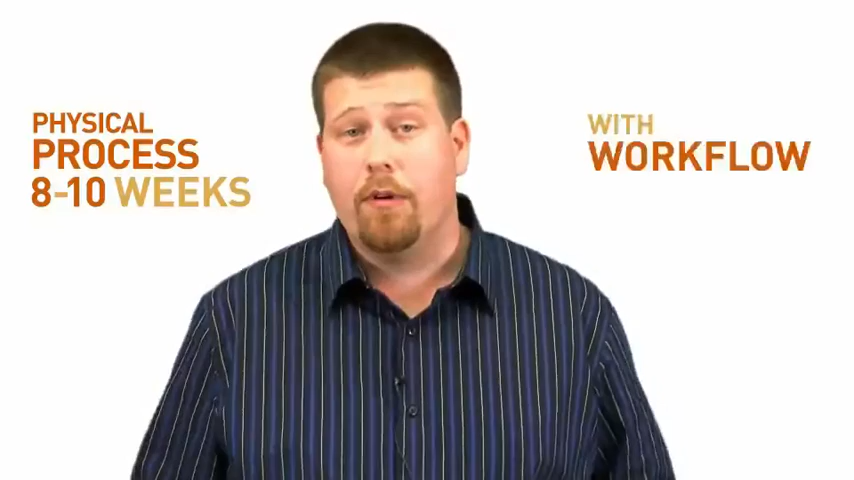 PHYSICAL
PROCESS
8-10 WEEKS
WITH
WORKFLOW